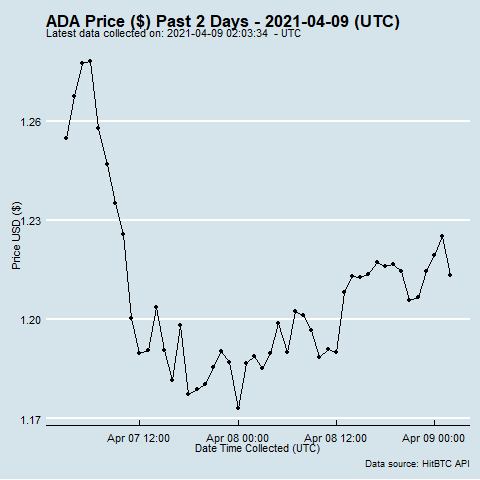 ADA Price ($) Past 2 Days - 2021-04-09 (UTC)
Latest data collected on: 2021-04-09 02:03:34 - UTC
1.26
1.23
1.20
1.17
Price USD ($)
Apr 07 12:00
Apr 08 00:00
Apr 08 12:00
Apr 09 00:00
Date Time Collected (UTC)
Data source: HitBTC API